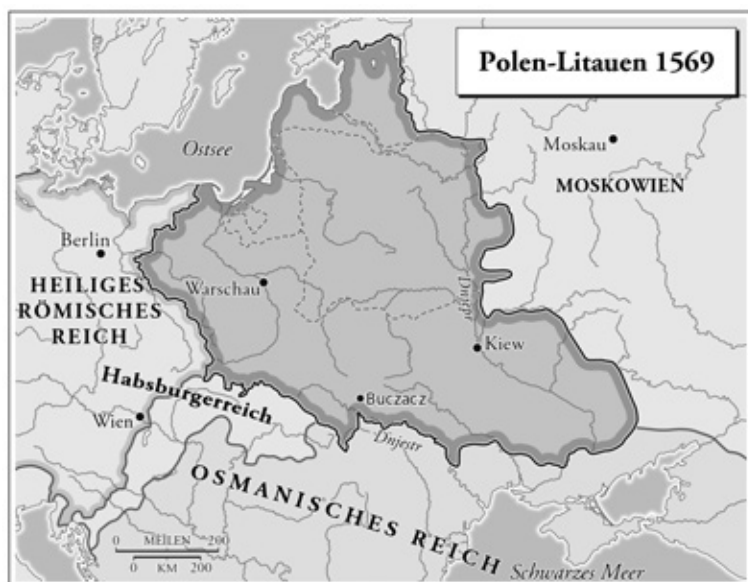 Polen-Litauen 1569
Ostsee
Moskau
MOSKOWIEN
Berlin
HEILIGES
RÖMISCHES
REICH
Warschau
Dnjepr
Kiew
Habsburgerreich
Buczacz
Wien
Dnjestr
OSMANISCHES REICH
0 MEILEN 200
0 KM 200
Schwarzes Meer